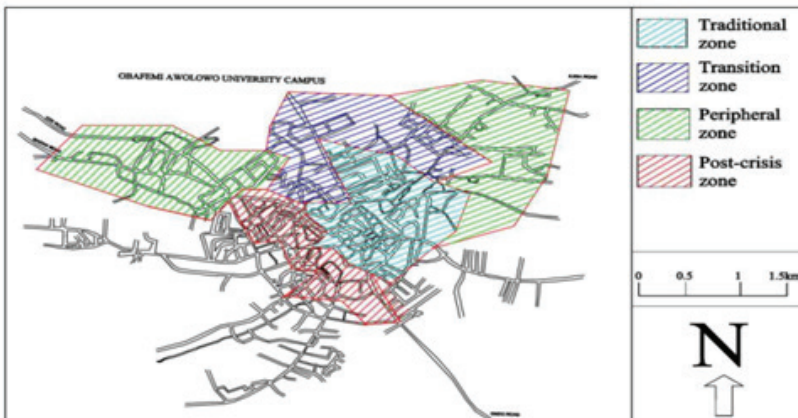 OBAFEMI AWOLOWO UNIVERSITY CAMPUS
Traditional
zone
Transition
zone
Peripheral
zone
Post-crisis
zone
0 0.5 1 1.5km
N